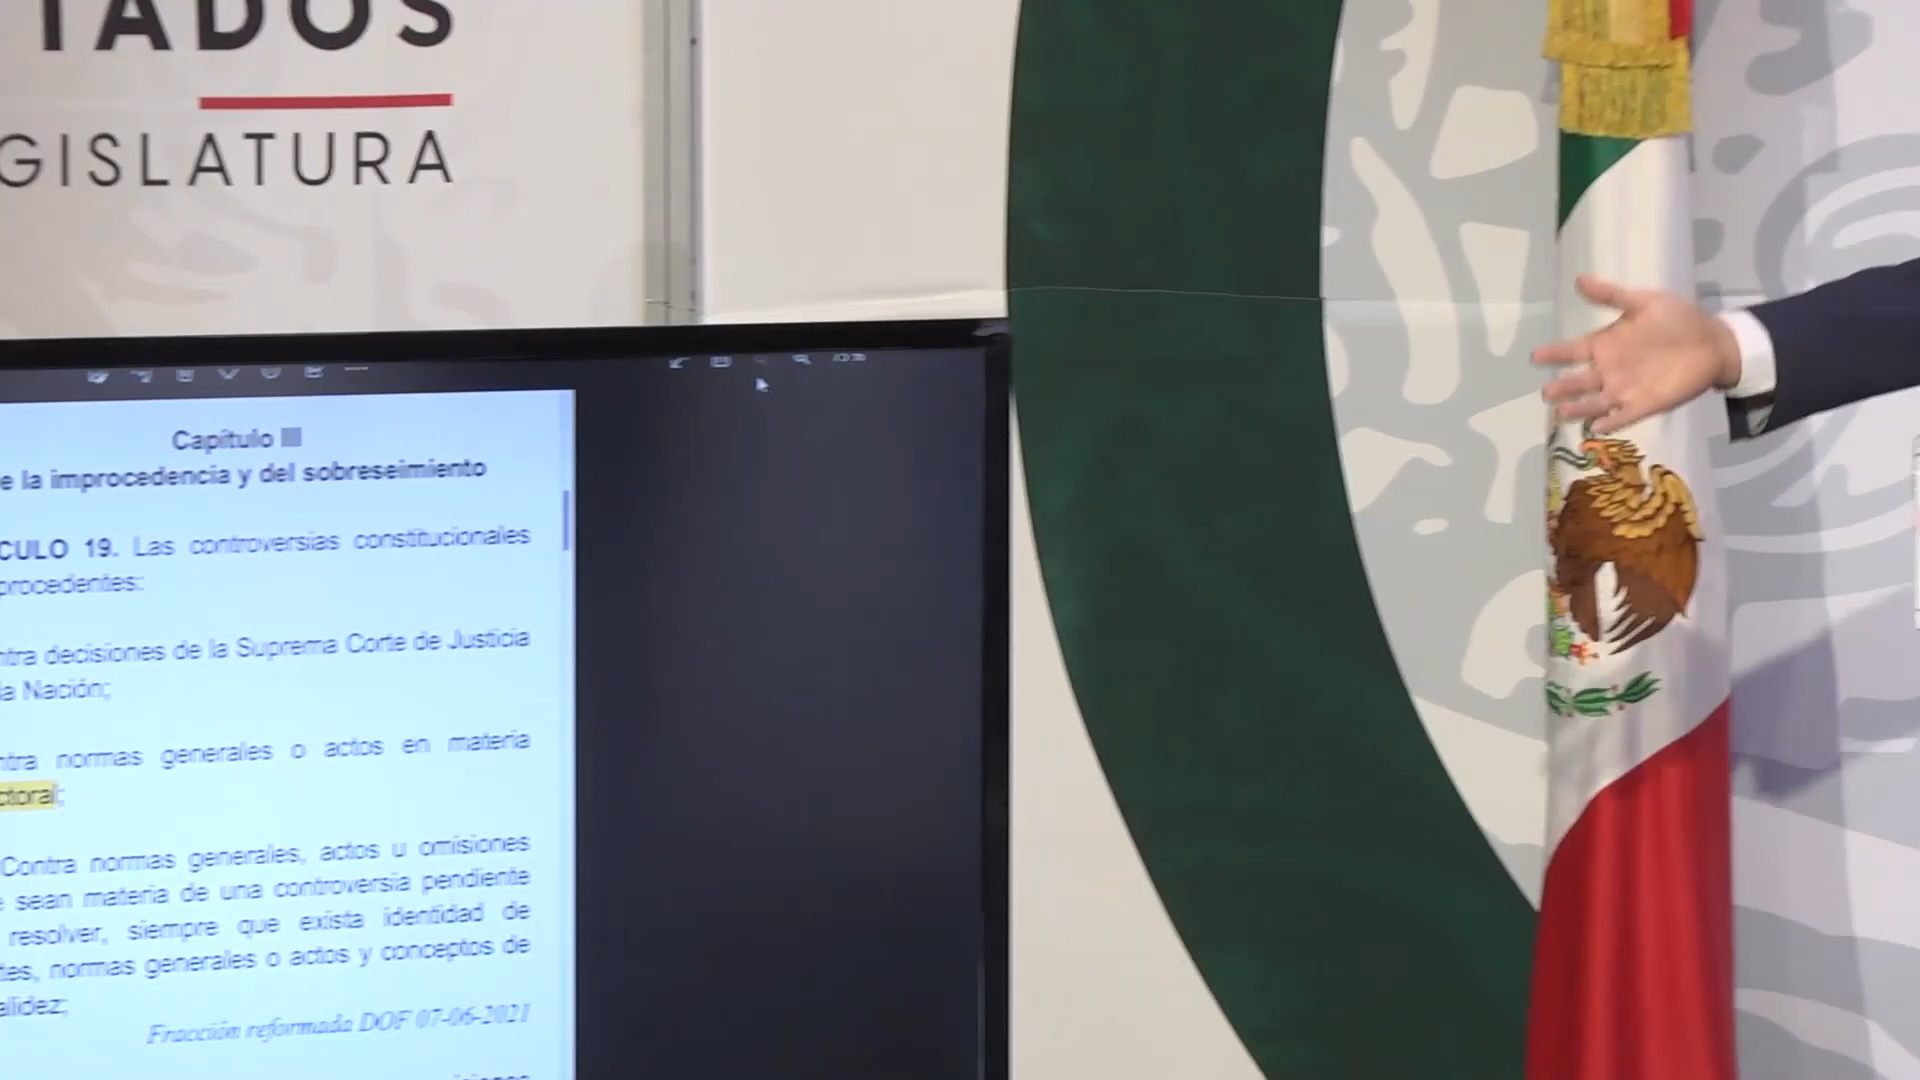 TADOS
GISLATURA
Capítulo
la improcedencia y del sobreseimiento
CULO 19. Las controversias constitucionales
procedentes:
ntra decisiones de la Suprema Corte de Justicia
la Nación;
ntra normas generales o actos en materia
ctoral;
Contra normas generales, actos u omisiones
sean materia de una controversia pendiente
resolver, siempre que exista identidad de
tes, normas generales o actos y conceptos de
alidez;
Fracción reformada DOF 07-06-2021